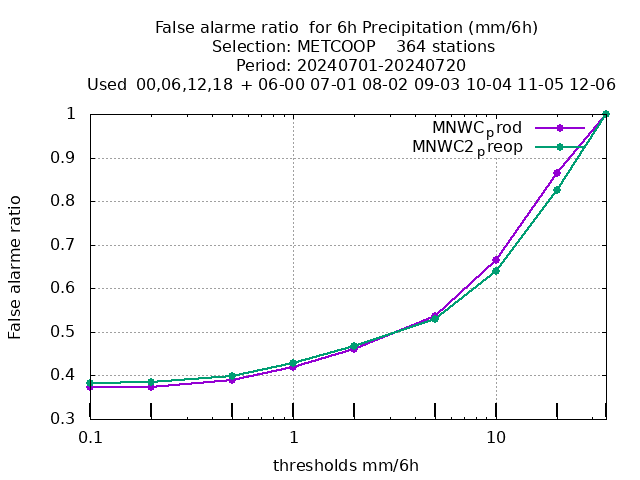 False alarme ratio  for 6h Precipitation (mm/6h)
Selection: METCOOP    364 stations
Period: 20240701-20240720
Used  00,06,12,18  + 06-00 07-01 08-02 09-03 10-04 11-05 12-06
MNWCprod
MNWC2preop
1
0.9
0.8
0.7
0.6
0.5
0.4
0.3
False alarme ratio
0.1
1
10
thresholds mm/6h